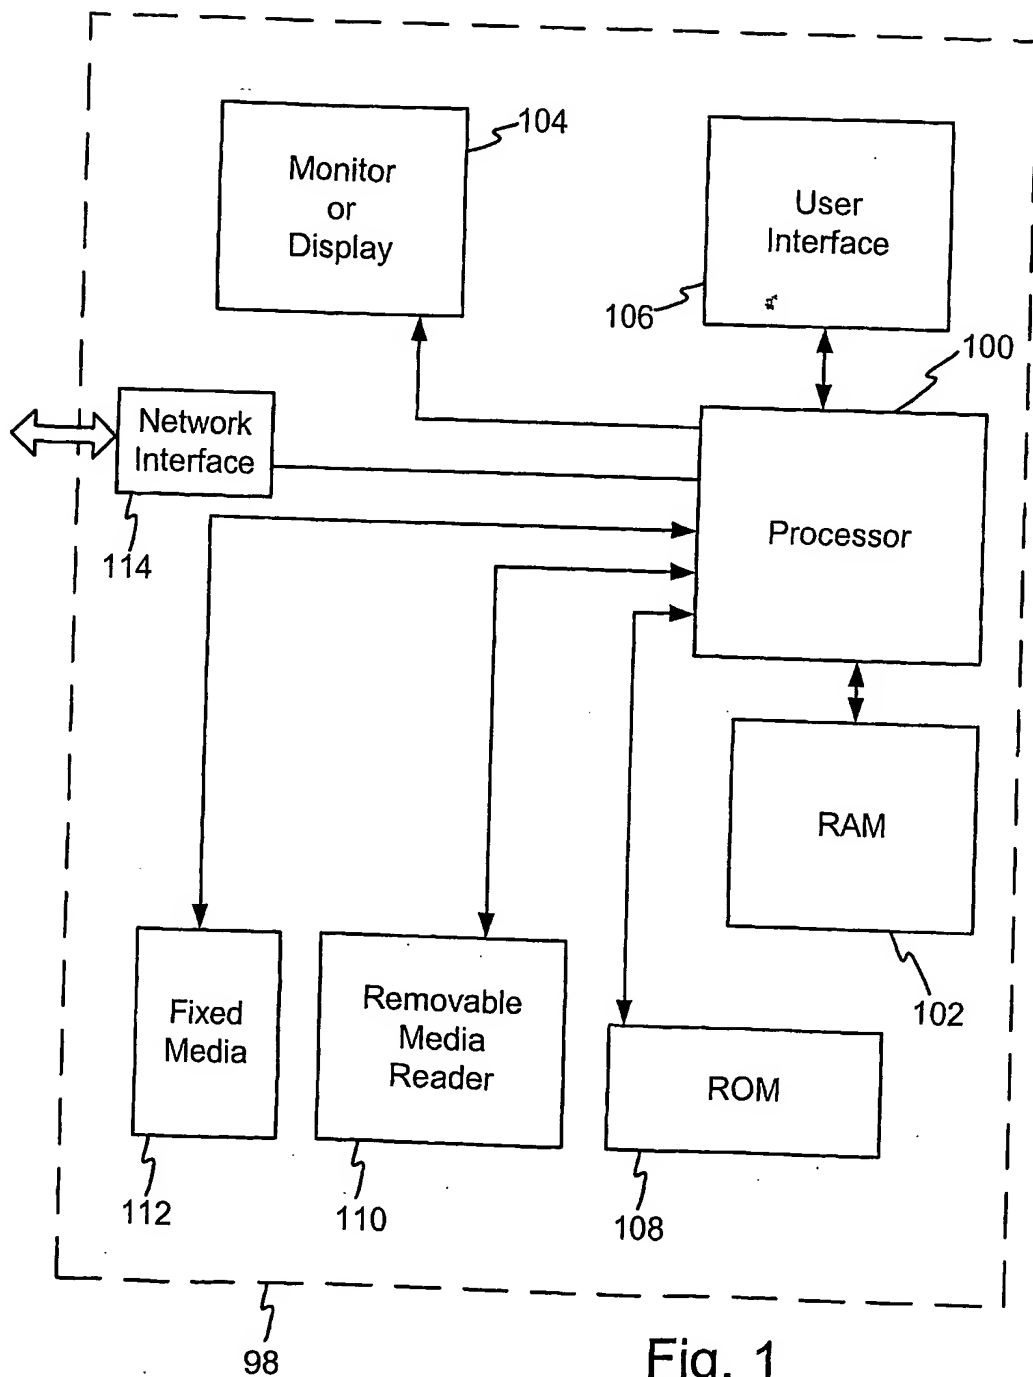 104
Monitor
or
Display
User
Interface
106
100
Network
Interface
114
Processor
RAM
102
Fixed
Media
112
Removable
Media
Reader
110
ROM
108
98
Fig. 1